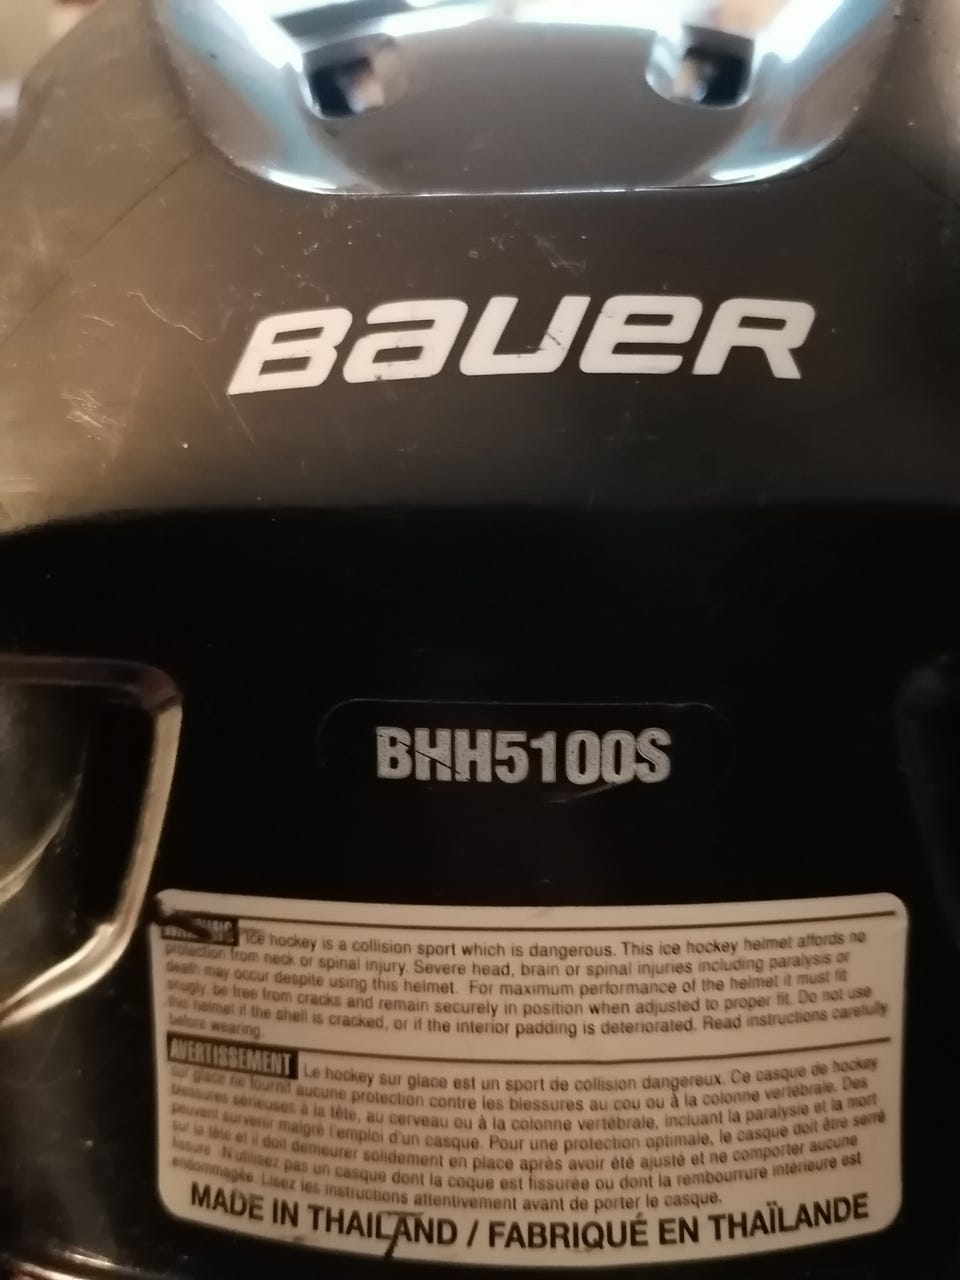 BAUER
BHH5100S
WARNING Ice hockey is a collision sport which is dangerous. This ice hockey helmet affords no
protection from neck or spinal injury. Severe head, brain or spinal injuries including paralysis or
death may occur despite using this helmet. For maximum performance of the helmet it must fit
snugly, be free from cracks and remain securely in position when adjusted to proper fit. Do not use
this helmet if the shell is cracked, or if the interior padding is deteriorated. Read instructions carefully
before wearing.
AVERTISSEMENT Le hockey sur glace est un sport de collision dangereux. Ce casque de hockey
sur glace ne fournit aucune protection contre les blessures au cou ou à la colonne vertébrale. Des
blessures sérieuses à la tête, au cerveau ou à la colonne vertébrale, incluant la paralysie et la mort
peuvent survenir malgré l'emploi d'un casque. Pour une protection optimale, le casque doit être serré
sur la tête et il doit demeurer solidement en place après avoir été ajusté et ne comporter aucune
fissure. N'utilisez pas un casque dont la coque est fissurée ou dont la rembourrure intérieure est
endommagée. Lisez les instructions attentivement avant de porter le casque.
MADE IN THAILAND / FABRIQUÉ EN THAÏLANDE